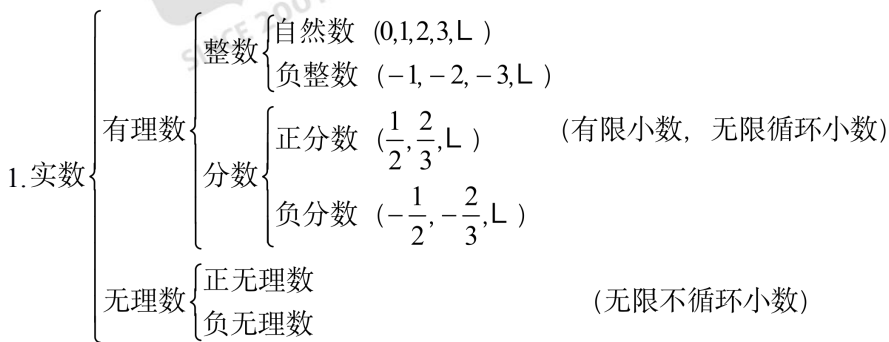 SINCE 200
自然数 (0,1,2,3,L )
整数
负整数 (-1, -2, -3,L )
有理数
正分数 (1/2, 2/3,L ) (有限小数, 无限循环小数)
分数
1.实数
负分数 (-1/2, -2/3,L )
正无理数
无理数 (无限不循环小数)
负无理数